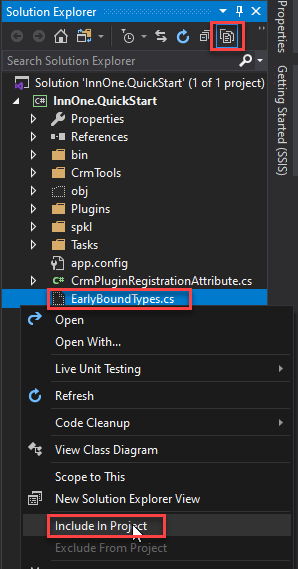 Solution Explorer
Search Solution Explorer
Solution 'InnOne.QuickStart' (1 of 1 project)
C# InnOne.QuickStart
Properties
References
bin
CrmTools
obj
Plugins
spkl
Tasks
app.config
C# CrmPluginRegistrationAttribute.cs
EarlyBoundTypes.cs
Open
Open With...
Live Unit Testing
Refresh
Code Cleanup
View Class Diagram
Scope to This
New Solution Explorer View
Include In Project
Exclude From Project
Properties
Getting Started (SSIS)